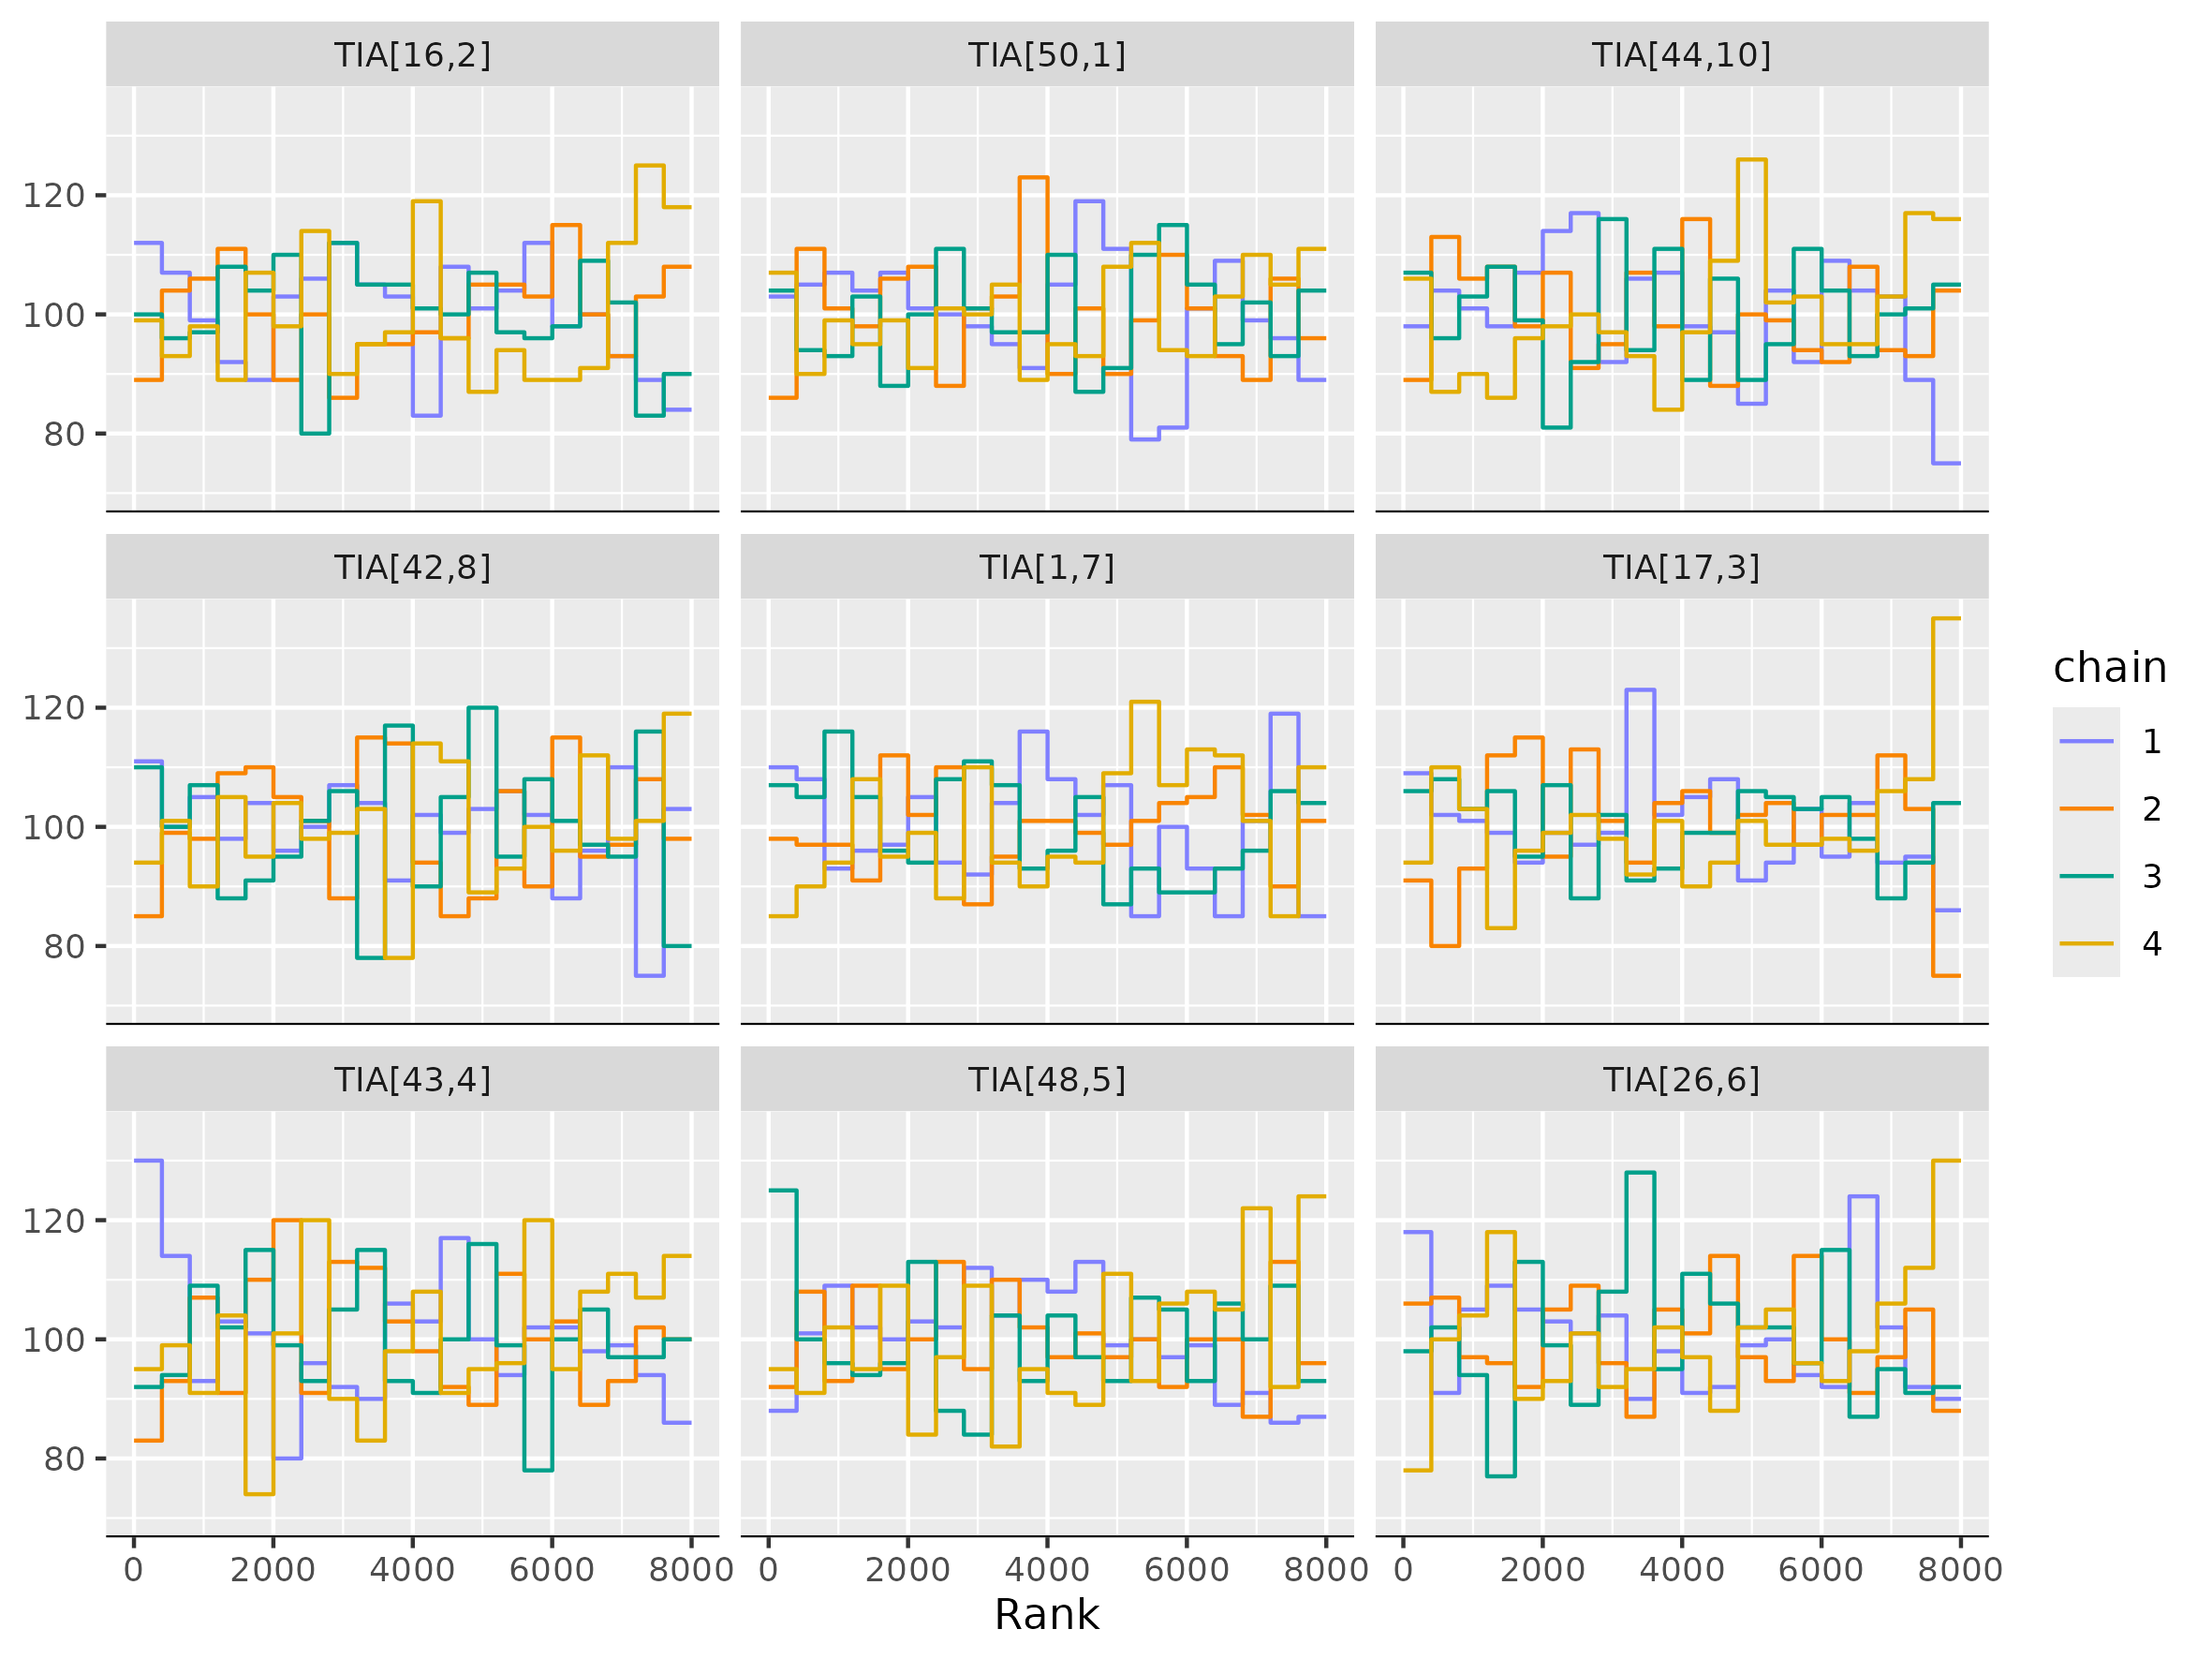 TIA[16,2] TIA[50,1] TIA[44,10]
120
100
80
TIA[42,8] TIA[1,7] TIA[17,3]
120
100
80
chain
1
2
3
4
TIA[43,4] TIA[48,5] TIA[26,6]
120
100
80
0 2000 4000 6000 8000 0 2000 4000 6000 8000 0 2000 4000 6000 8000
Rank